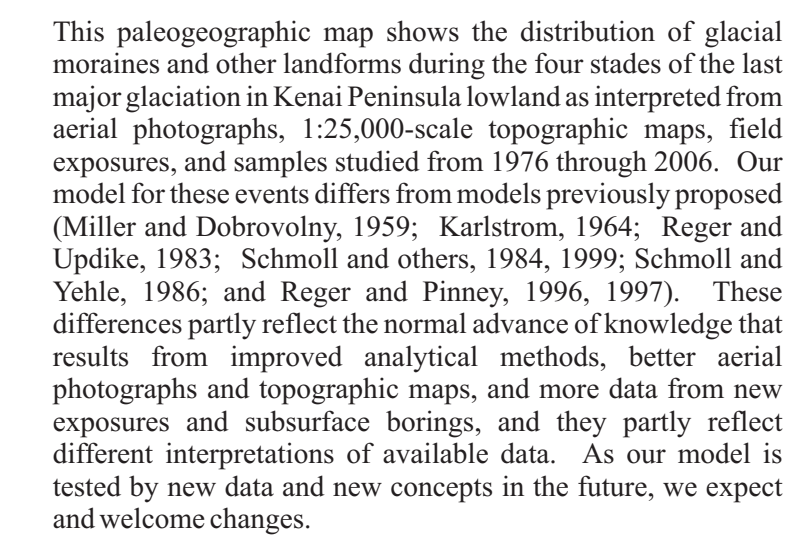 This paleogeographic map shows the distribution of glacial
moraines and other landforms during the four stades of the last
major glaciation in Kenai Peninsula lowland as interpreted from
aerial photographs, 1:25,000-scale topographic maps, field
exposures, and samples studied from 1976 through 2006.  Our
model for these events differs from models previously proposed
(Miller and Dobrovolny, 1959;  Karlstrom, 1964;  Reger and
Updike, 1983;  Schmoll and others, 1984, 1999; Schmoll and
Yehle, 1986; and Reger and Pinney, 1996, 1997).  These
differences partly reflect the normal advance of knowledge that
results from improved analytical methods, better aerial
photographs and topographic maps, and more data from new
exposures and subsurface borings, and they partly reflect
different interpretations of available data.  As our model is
tested by new data and new concepts in the future, we expect
and welcome changes.